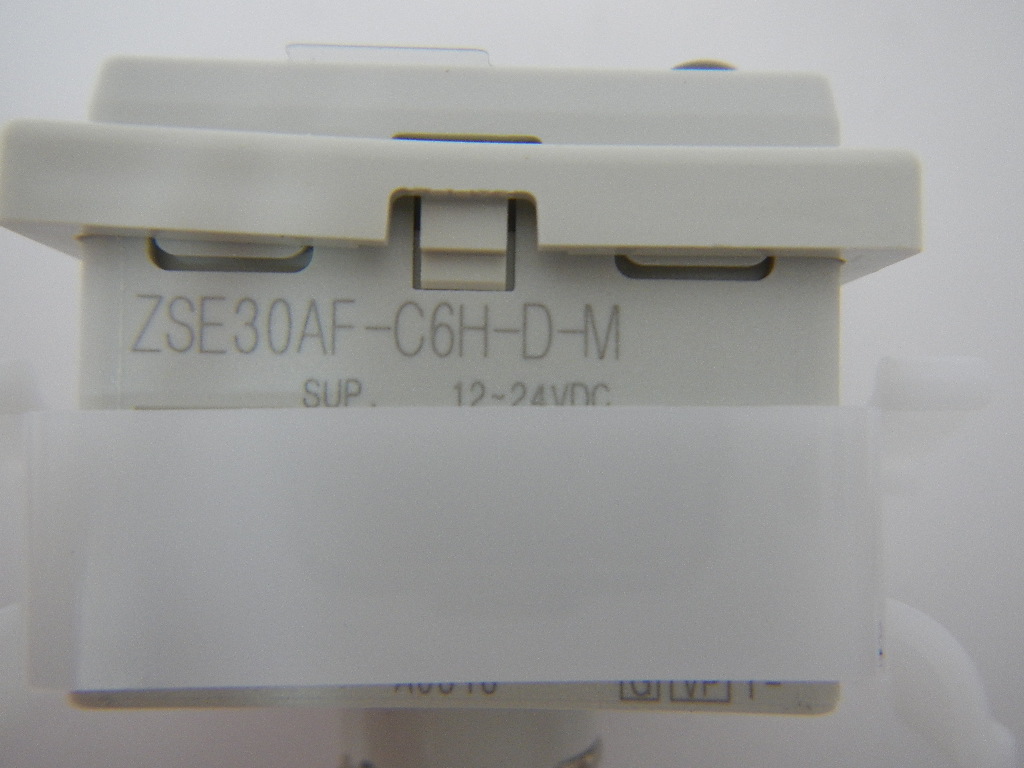 ZSE30AF-C6H-D-M
SUP. 12~24VDC